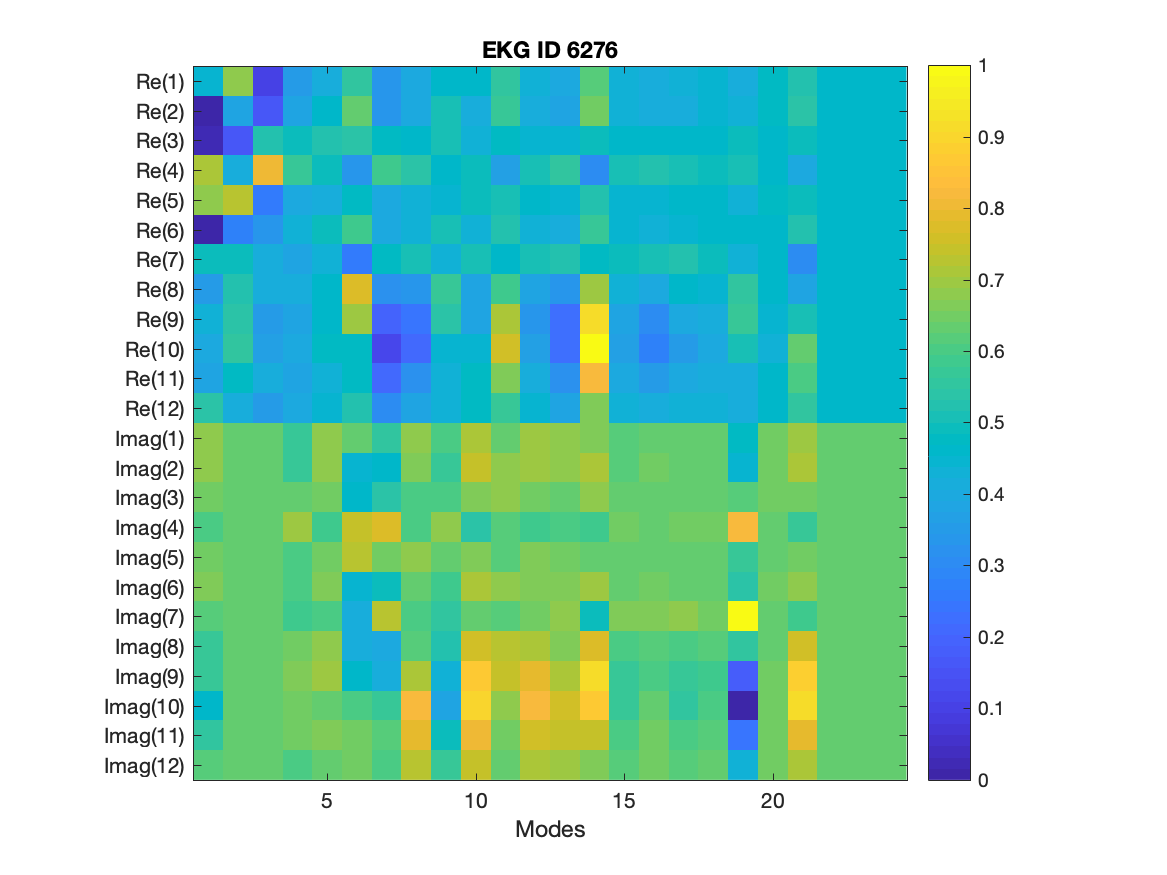 EKG ID 6276
Re(1)
Re(2)
Re(3)
Re(4)
Re(5)
Re(6)
Re(7)
Re(8)
Re(9)
Re(10)
Re(11)
Re(12)
Imag(1)
Imag(2)
Imag(3)
Imag(4)
Imag(5)
Imag(6)
Imag(7)
Imag(8)
Imag(9)
Imag(10)
Imag(11)
Imag(12)
5 10 15 20
Modes
1
0.9
0.8
0.7
0.6
0.5
0.4
0.3
0.2
0.1
0